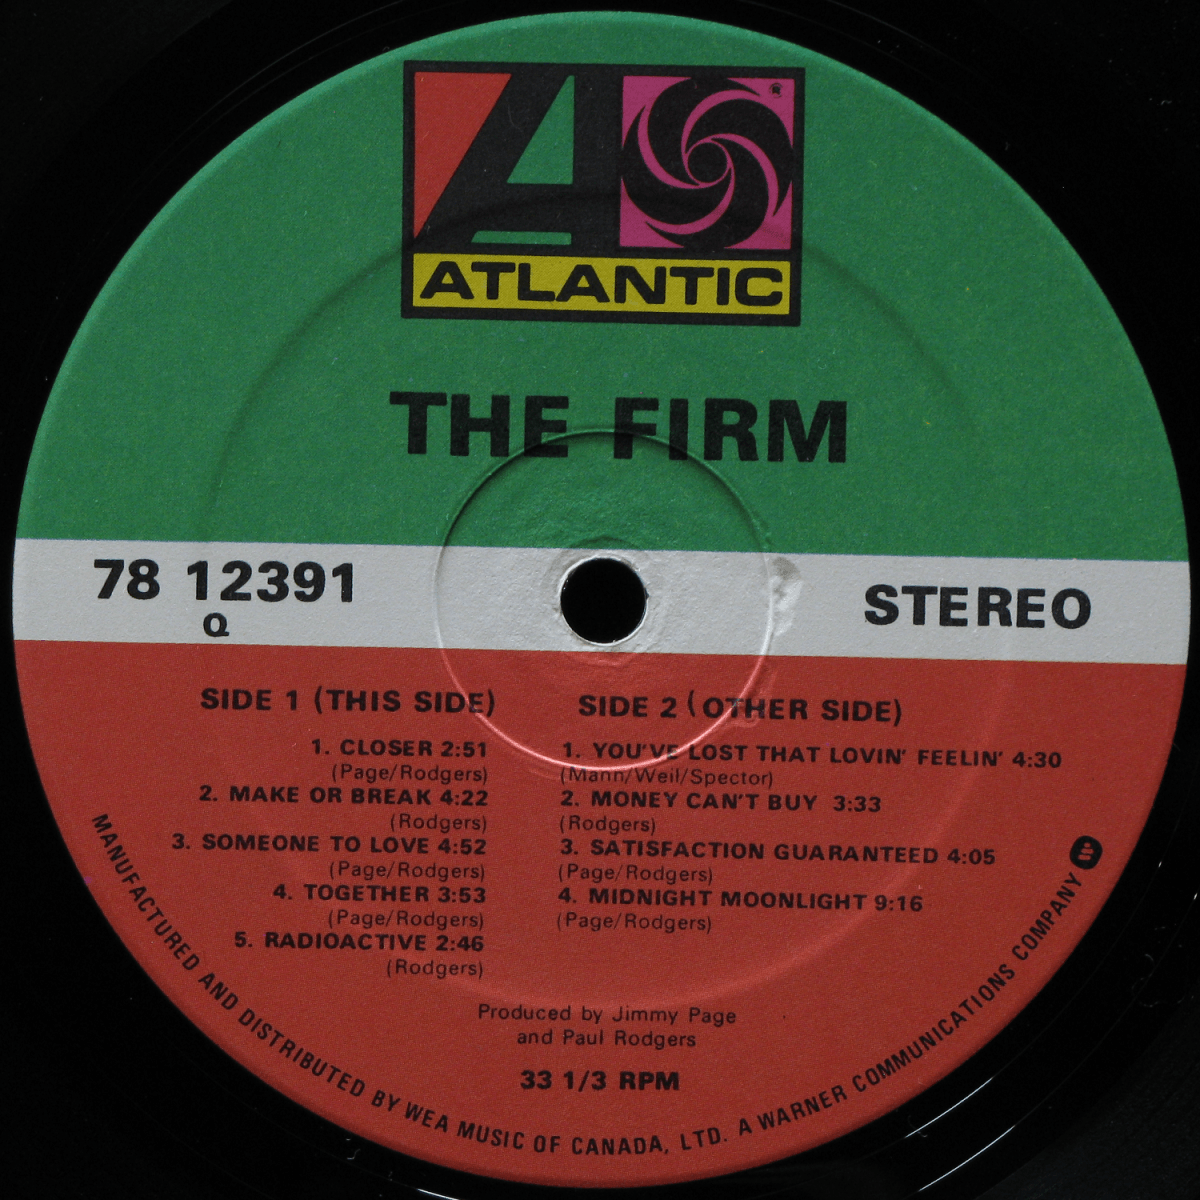 ®
ATLANTIC
THE FIRM
78 12391
Q
STEREO
SIDE 1 (THIS SIDE)
1. CLOSER 2:51
(Page/Rodgers)
2. MAKE OR BREAK 4:22
(Rodgers)
3. SOMEONE TO LOVE 4:52
(Page/Rodgers)
4. TOGETHER 3:53
(Page/Rodgers)
5. RADIOACTIVE 2:46
(Rodgers)
SIDE 2 (OTHER SIDE)
1. YOU'VE LOST THAT LOVIN' FEELIN' 4:30
(Mann/Weil/Spector)
2. MONEY CAN'T BUY 3:33
(Rodgers)
3. SATISFACTION GUARANTEED 4:05
(Page/Rodgers)
4. MIDNIGHT MOONLIGHT 9:16
(Page/Rodgers)
Produced by Jimmy Page
and Paul Rodgers
33 1/3 RPM
MANUFACTURED AND DISTRIBUTED BY WEA MUSIC OF CANADA, LTD. A WARNER COMMUNICATIONS COMPANY